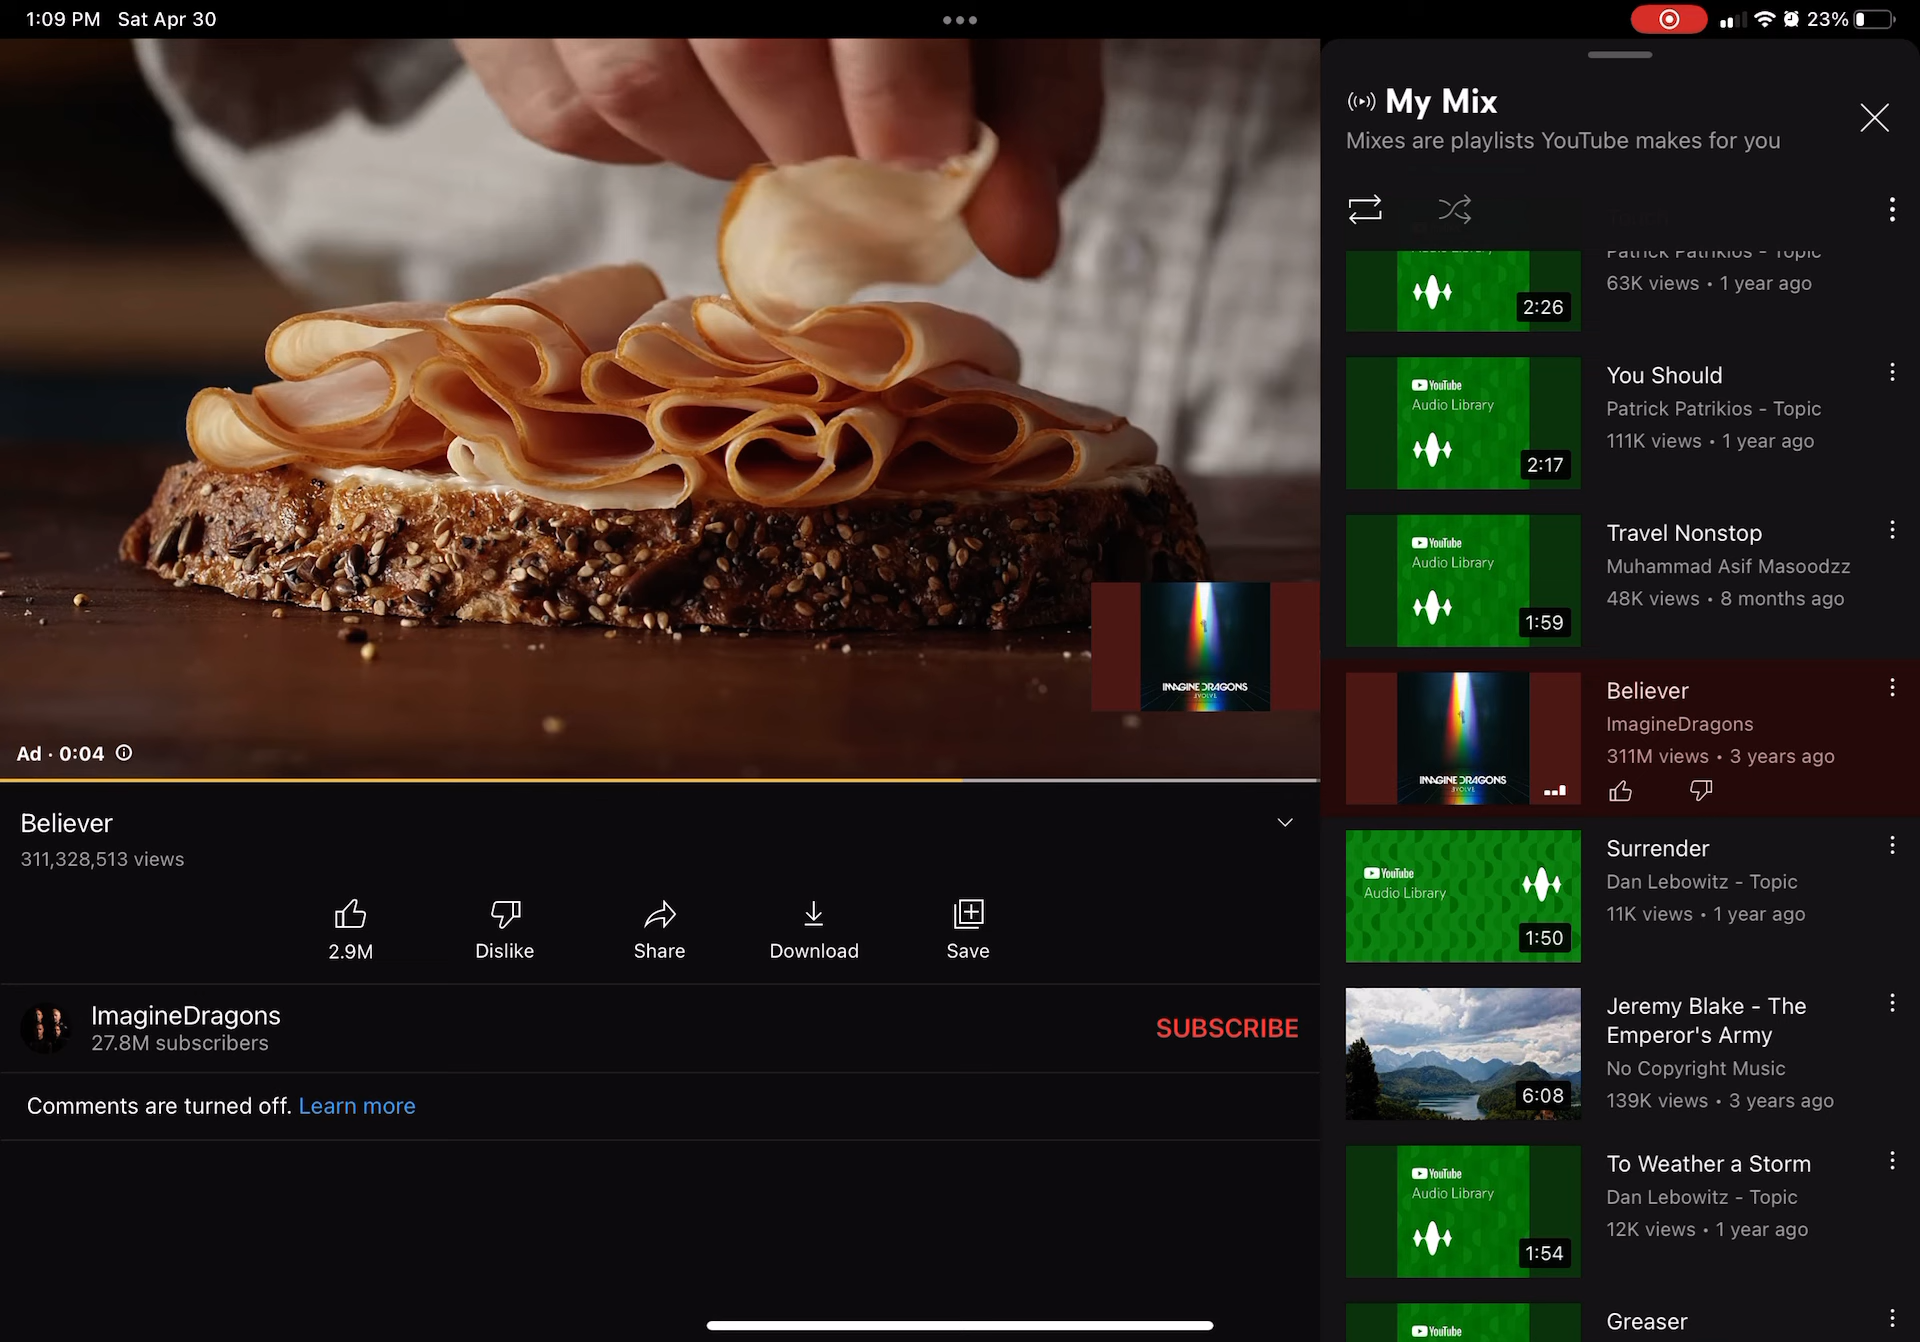 1:09 PM Sat Apr 30
23%
Ad · 0:04
IMAGINE DRAGONS
EVOLVE
Believer
311,328,513 views
2.9M
Dislike
Share
Download
Save
ImagineDragons
27.8M subscribers
SUBSCRIBE
Comments are turned off. Learn more
My Mix
Mixes are playlists YouTube makes for you
Patrick Patrikios - Topic
63K views • 1 year ago
2:26
YouTube
Audio Library
2:17
You Should
Patrick Patrikios - Topic
111K views • 1 year ago
YouTube
Audio Library
1:59
Travel Nonstop
Muhammad Asif Masoodzz
48K views • 8 months ago
IMAGINE DRAGONS
EVOLVE
Believer
ImagineDragons
311M views • 3 years ago
YouTube
Audio Library
1:50
Surrender
Dan Lebowitz - Topic
11K views • 1 year ago
6:08
Jeremy Blake - The
Emperor's Army
No Copyright Music
139K views • 3 years ago
YouTube
Audio Library
1:54
To Weather a Storm
Dan Lebowitz - Topic
12K views • 1 year ago
YouTube
Greaser